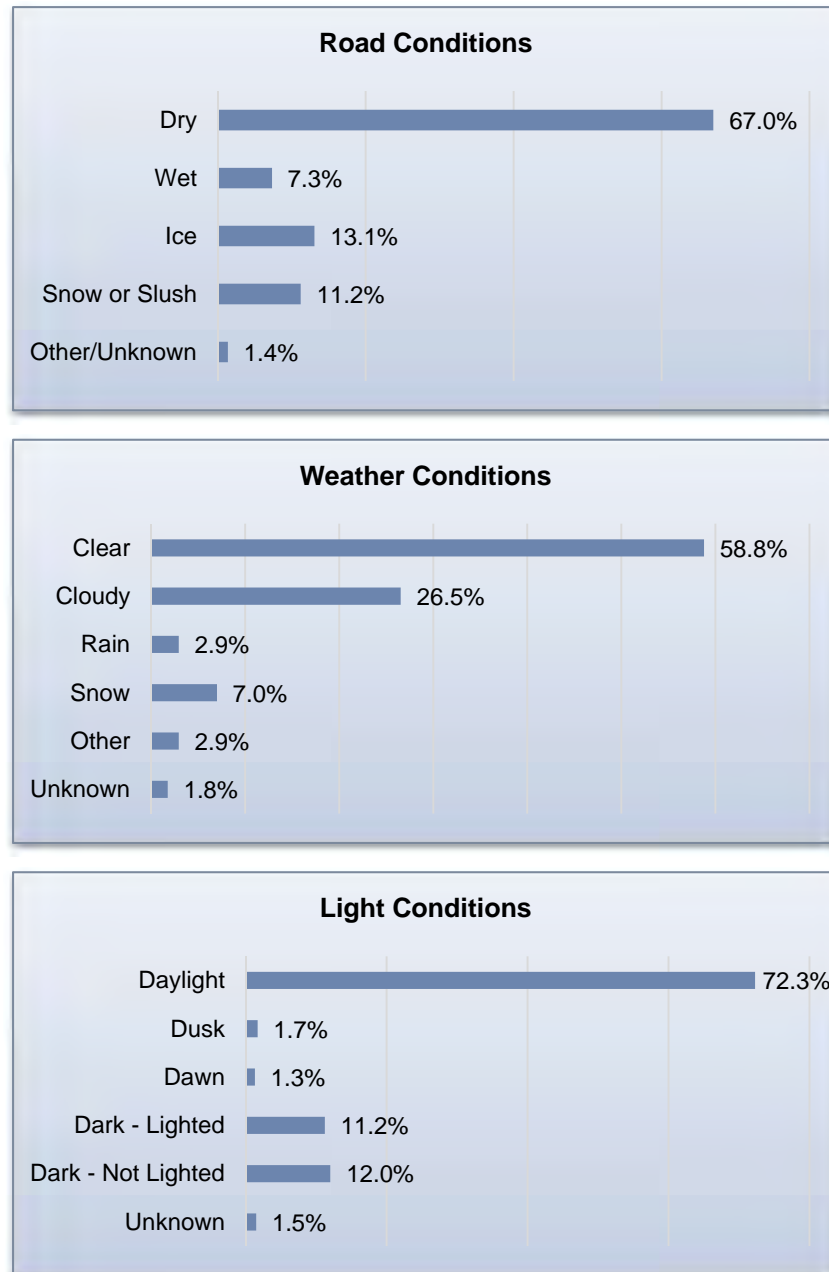 Road Conditions
Dry 67.0%
Wet 7.3%
Ice 13.1%
Snow or Slush 11.2%
Other/Unknown 1.4%
Weather Conditions
Clear 58.8%
Cloudy 26.5%
Rain 2.9%
Snow 7.0%
Other 2.9%
Unknown 1.8%
Light Conditions
Daylight 72.3%
Dusk 1.7%
Dawn 1.3%
Dark - Lighted 11.2%
Dark - Not Lighted 12.0%
Unknown 1.5%